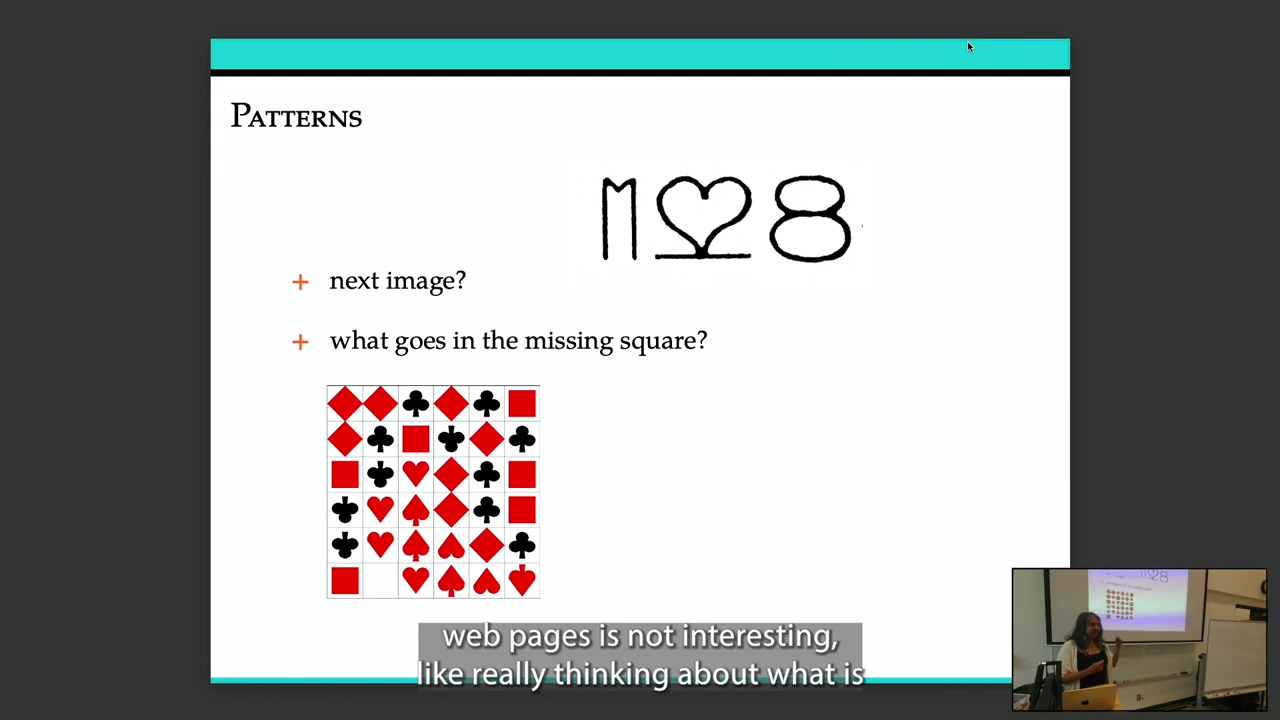 Patterns
M♡8
+ next image?
+ what goes in the missing square?
web pages is not interesting,
like really thinking about what is